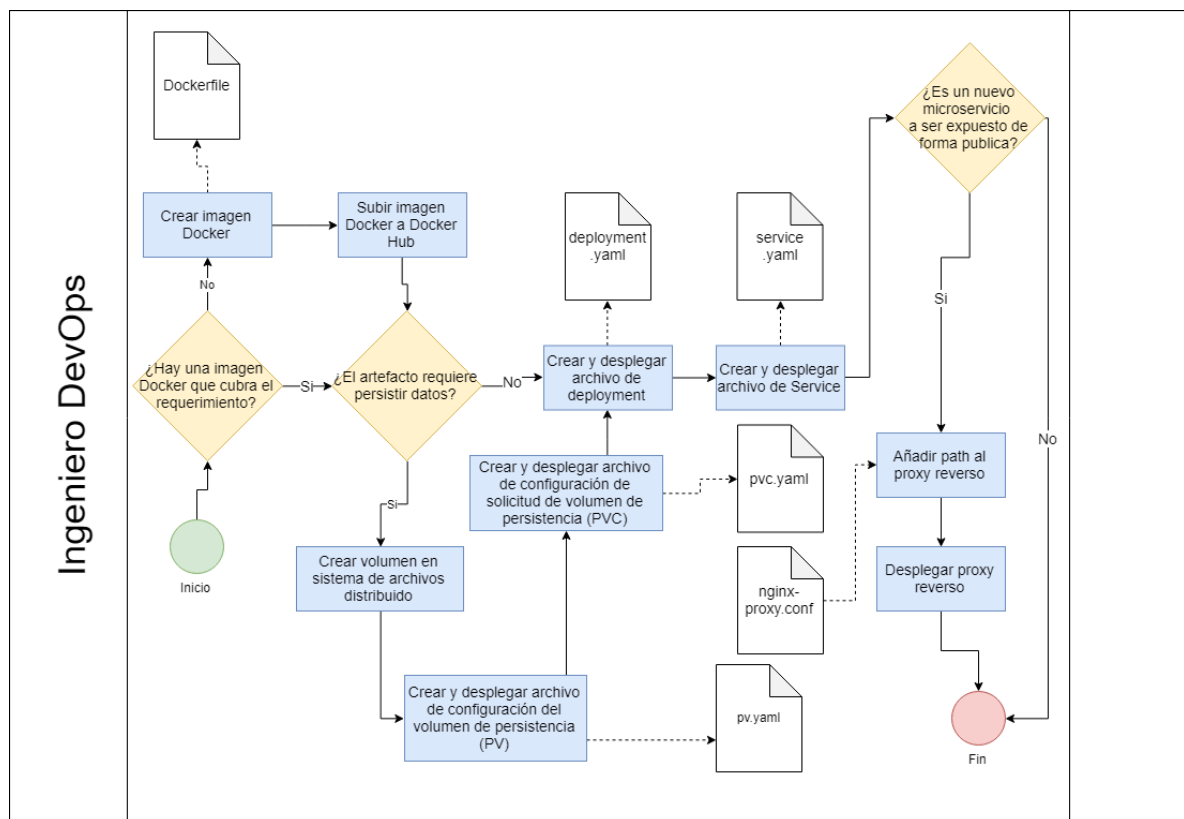 Ingeniero DevOps
Dockerfile
Crear imagen
Docker
Subir imagen
Docker a Docker
Hub
No
¿Hay una imagen
Docker que cubra el
requerimiento?
Si
¿El artefacto requiere
persistir datos?
No
Si
Inicio
Crear volumen en
sistema de archivos
distribuido
Crear y desplegar archivo
de configuración del
volumen de persistencia
(PV)
pv.yaml
Crear y desplegar archivo
de configuración de
solicitud de volumen de
persistencia (PVC)
pvc.yaml
deployment
.yaml
Crear y desplegar
archivo de
deployment
service
.yaml
Crear y desplegar
archivo de Service
¿Es un nuevo
microservicio
a ser expuesto de
forma publica?
Si
No
Añadir path al
proxy reverso
nginx-
proxy.conf
Desplegar proxy
reverso
Fin